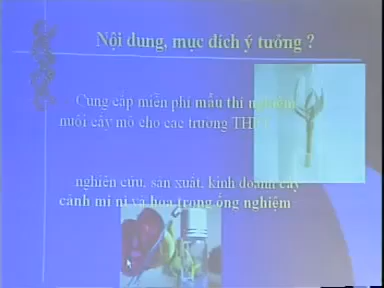 Nội dung, mục đích ý tưởng ?
Cung cấp miễn phí mẫu thí nghiệm
nuôi cấy mô cho các trường
nghiên cứu, sản xuất, kinh doanh cây
cảnh mi ni và hoa trong ống nghiệm